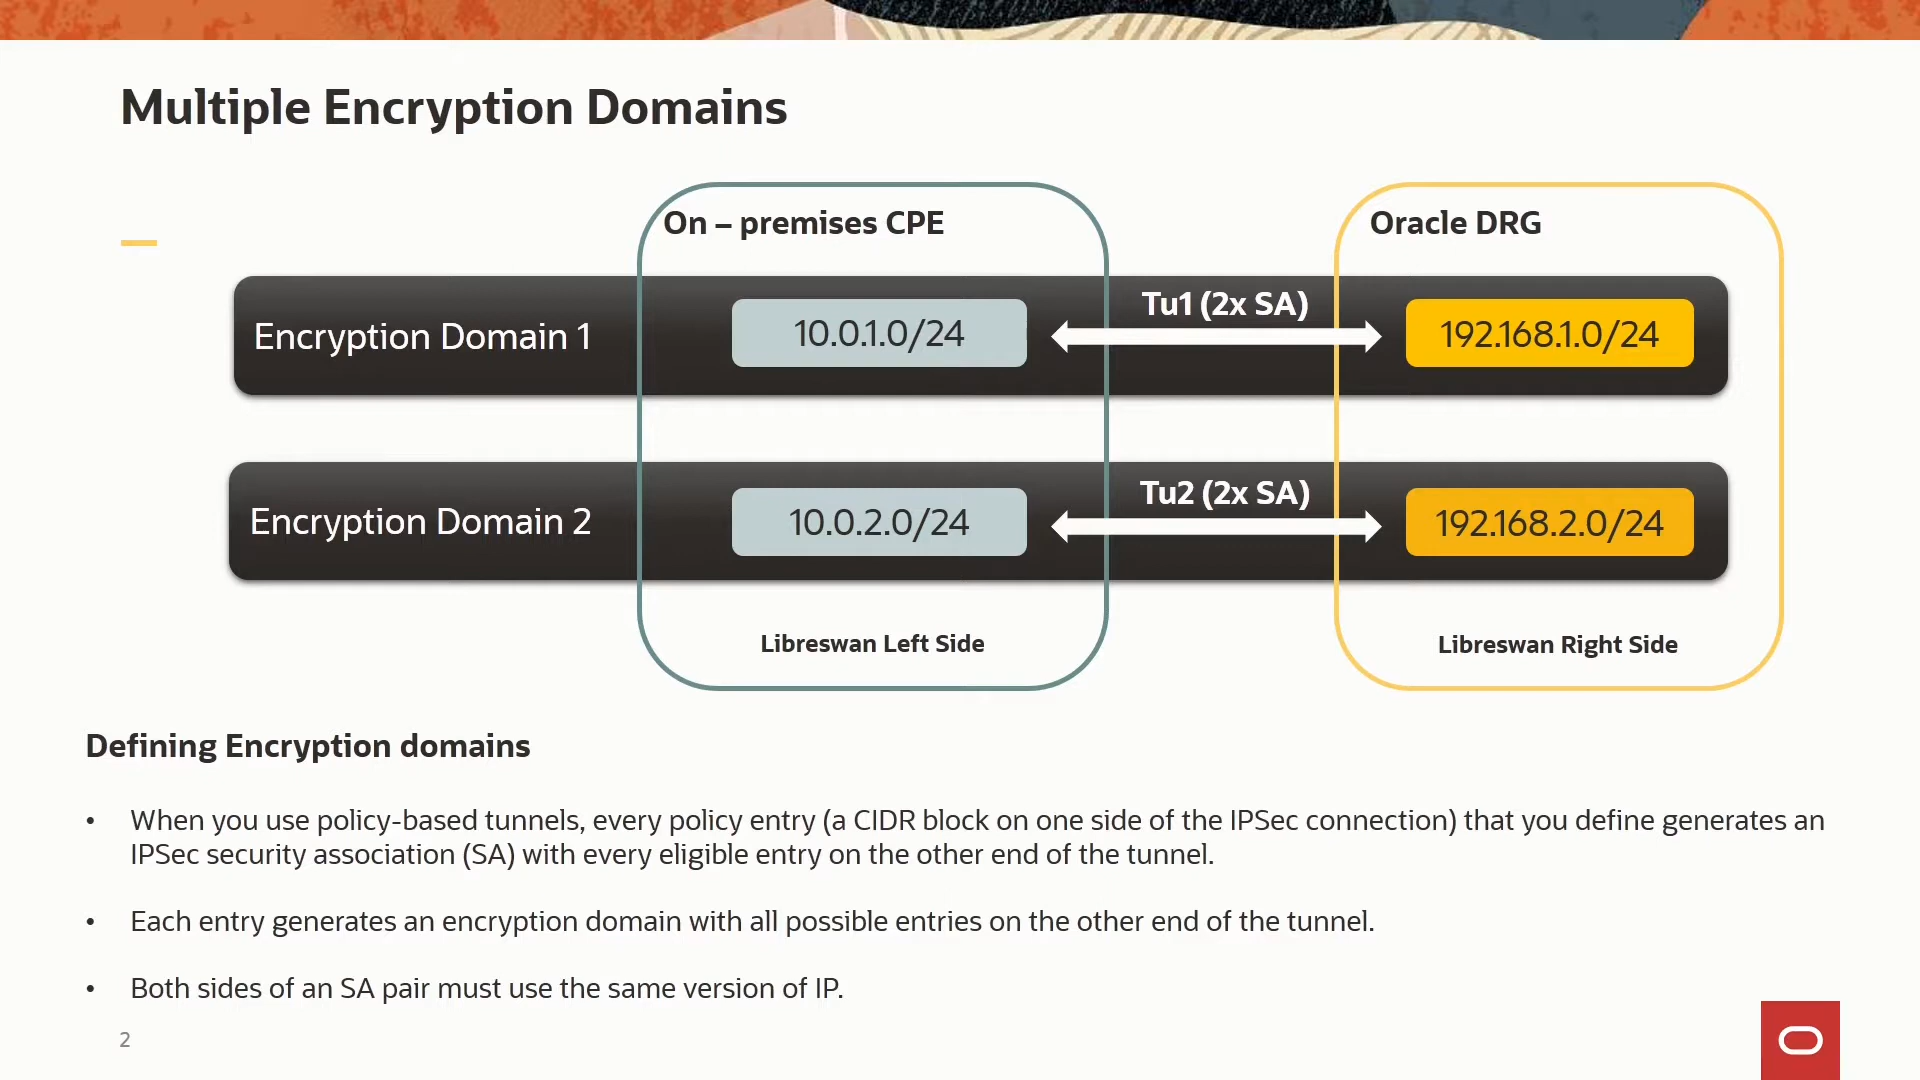 Multiple Encryption Domains
On – premises CPE
Oracle DRG
Encryption Domain 1
10.0.1.0/24
Tu1 (2x SA)
192.168.1.0/24
Encryption Domain 2
10.0.2.0/24
Tu2 (2x SA)
192.168.2.0/24
Libreswan Left Side
Libreswan Right Side
Defining Encryption domains
• When you use policy-based tunnels, every policy entry (a CIDR block on one side of the IPSec connection) that you define generates an
IPSec security association (SA) with every eligible entry on the other end of the tunnel.
• Each entry generates an encryption domain with all possible entries on the other end of the tunnel.
• Both sides of an SA pair must use the same version of IP.
2